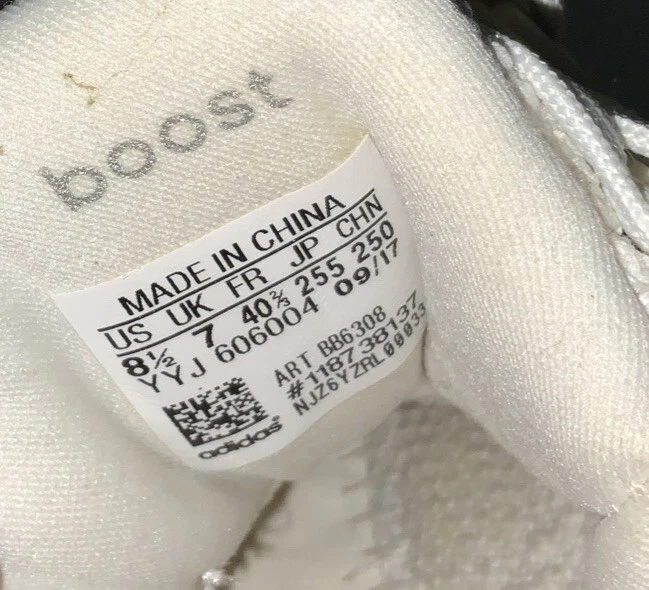 boost
MADE IN CHINA
US UK FR JP CHN
8½ 7 40⅔ 255 250
YYJ 606004 09/17
ART BB6308
#118738137
NJZ6YZRL00033
adidas